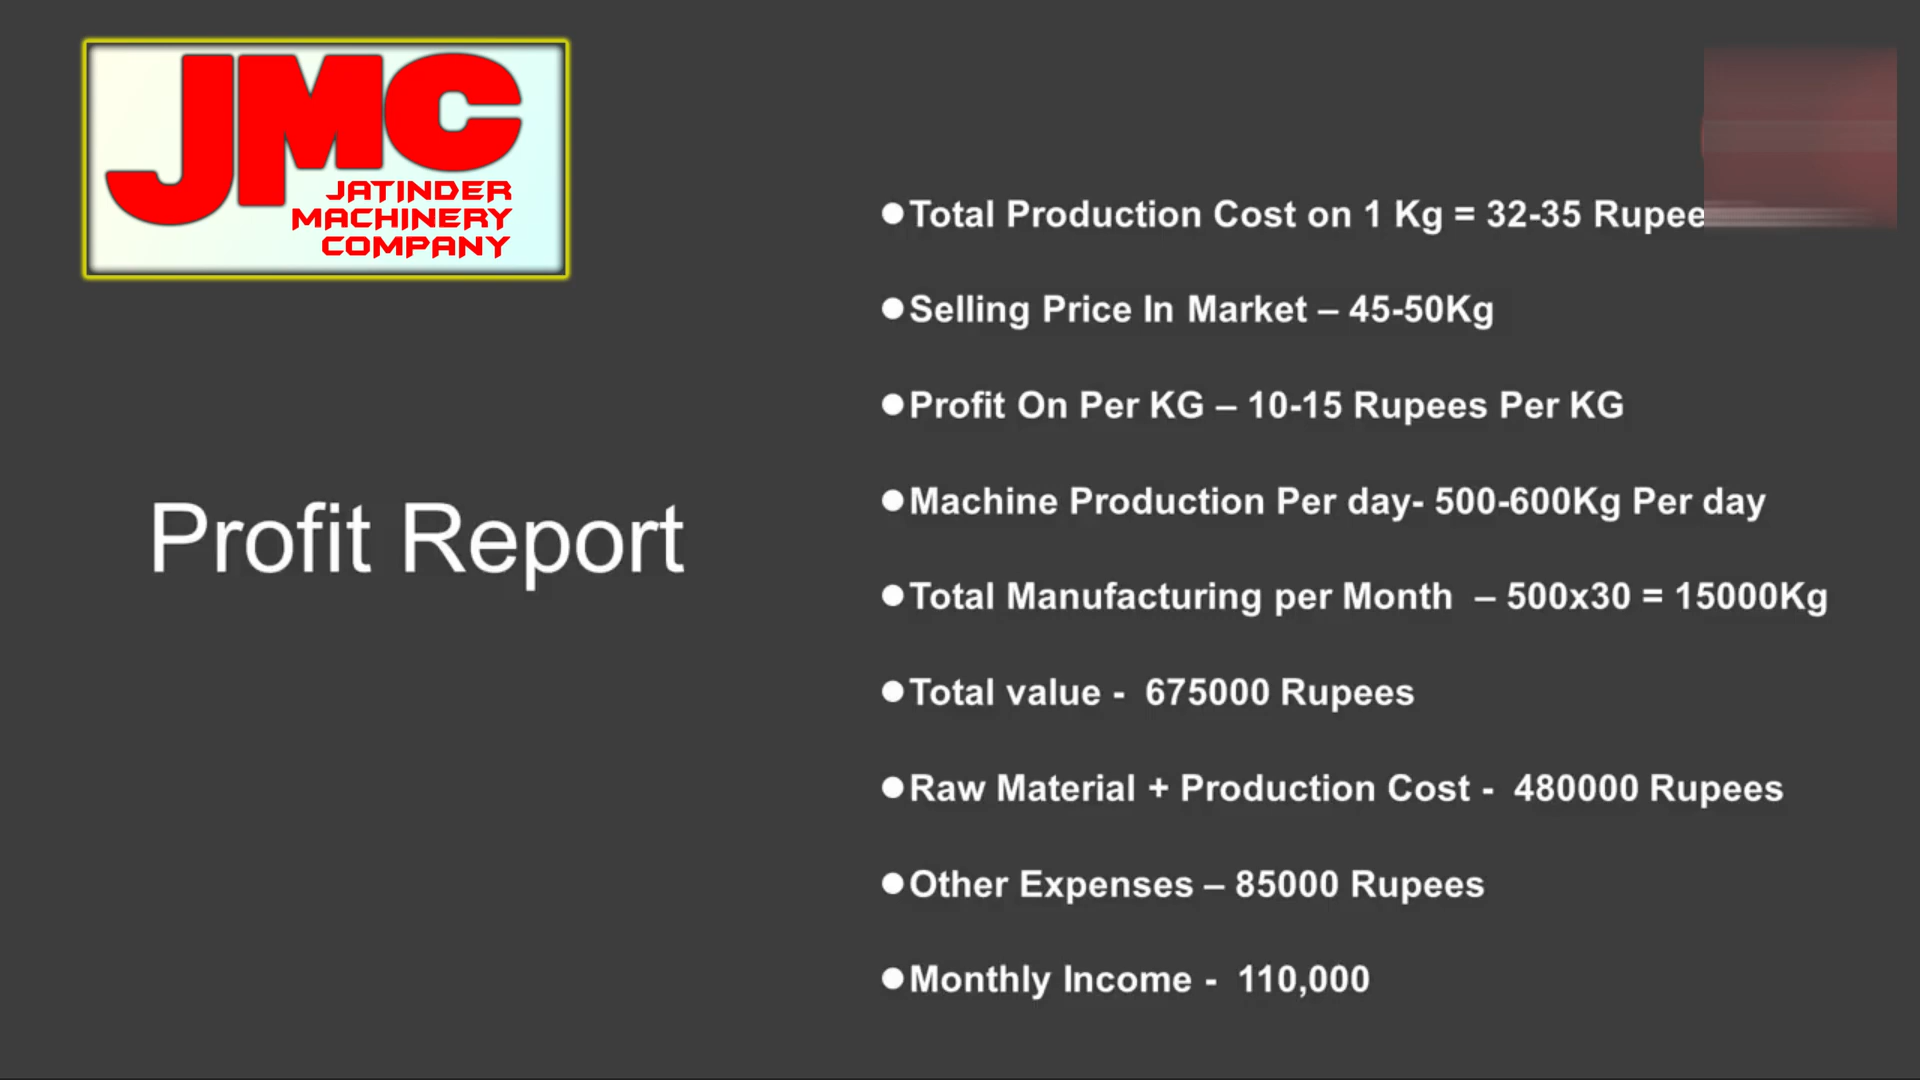 JMC
JATINDER
MACHINERY
COMPANY
Profit Report
●Total Production Cost on 1 Kg = 32-35 Rupee
●Selling Price In Market – 45-50Kg
●Profit On Per KG – 10-15 Rupees Per KG
●Machine Production Per day- 500-600Kg Per day
●Total Manufacturing per Month – 500x30 = 15000Kg
●Total value - 675000 Rupees
●Raw Material + Production Cost - 480000 Rupees
●Other Expenses – 85000 Rupees
●Monthly Income - 110,000